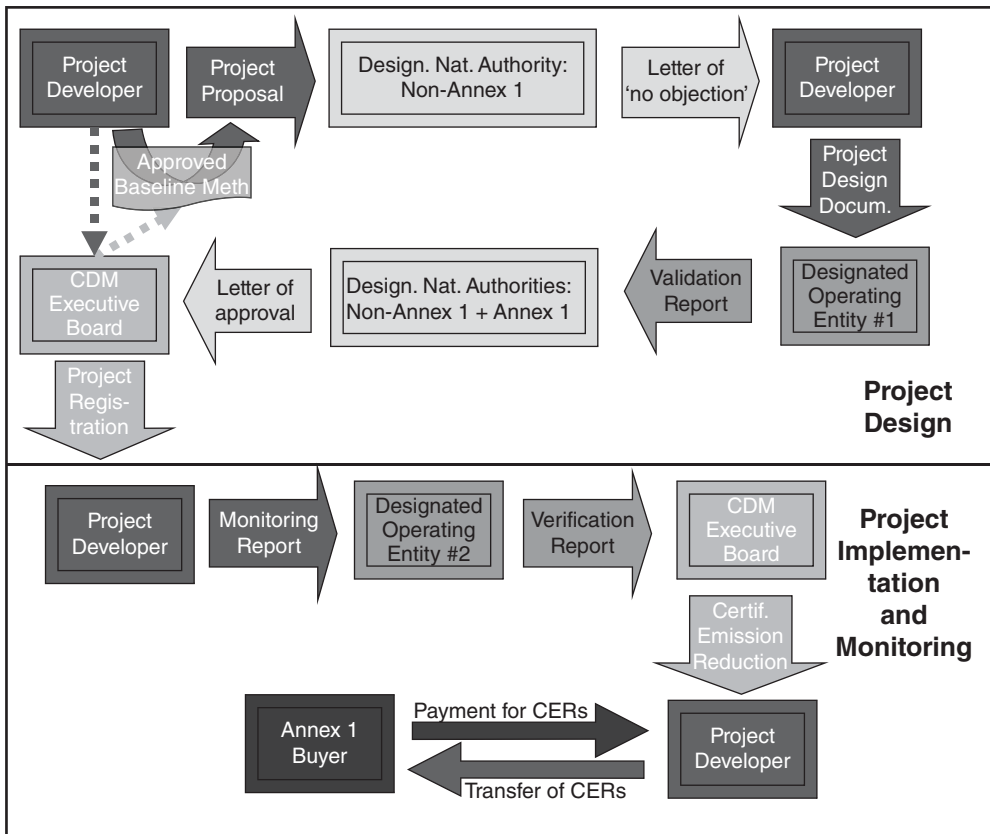 Project
Developer
Project
Proposal
Design. Nat. Authority:
Non-Annex 1
Letter of
‘no objection’
Project
Developer
Approved
Baseline Meth
Project
Design
Docum.
CDM
Executive
Board
Letter of
approval
Design. Nat. Authorities:
Non-Annex 1 + Annex 1
Validation
Report
Designated
Operating
Entity #1
Project
Regis-
tration
Project
Design
Project
Developer
Monitoring
Report
Designated
Operating
Entity #2
Verification
Report
CDM
Executive
Board
Project
Implemen-
tation
and
Monitoring
Certif.
Emission
Reduction
Annex 1
Buyer
Payment for CERs
Transfer of CERs
Project
Developer